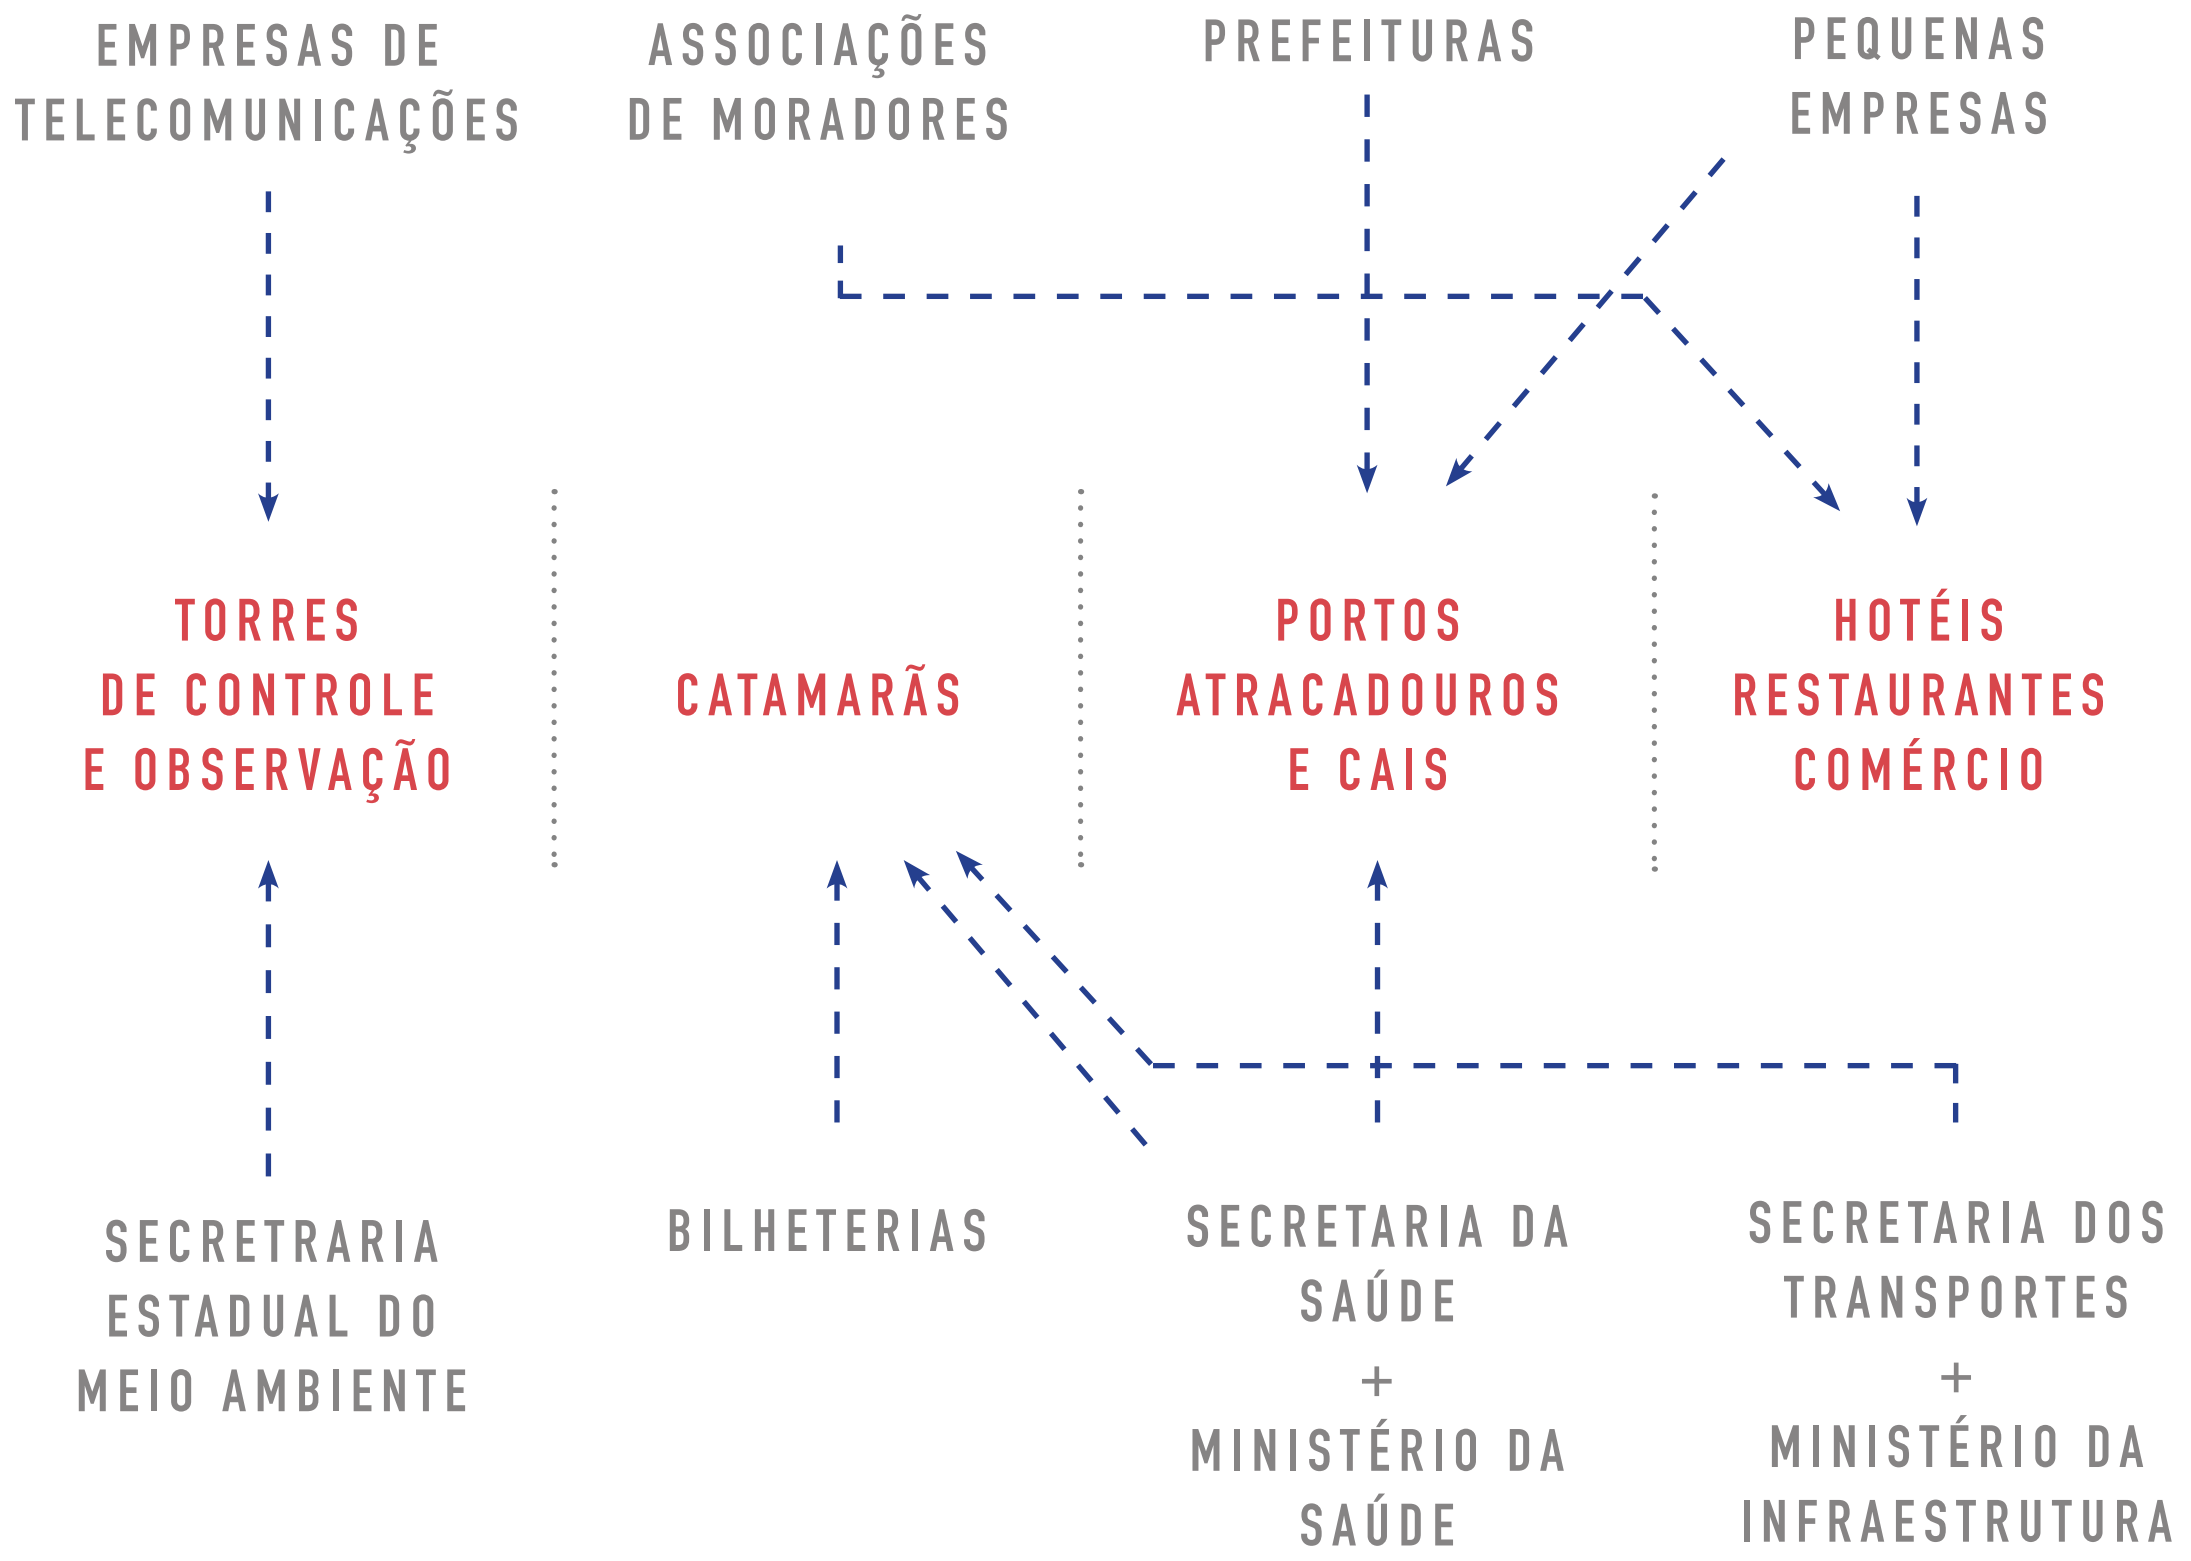 EMPRESAS DE
TELECOMUNICAÇÕES
ASSOCIAÇÕES
DE MORADORES
PREFEITURAS
PEQUENAS
EMPRESAS
TORRES
DE CONTROLE
E OBSERVAÇÃO
CATAMARÃS
PORTOS
ATRACADOUROS
E CAIS
HOTÉIS
RESTAURANTES
COMÉRCIO
SECRETRARIA
ESTADUAL DO
MEIO AMBIENTE
BILHETERIAS
SECRETARIA DA
SAÚDE
+
MINISTÉRIO DA
SAÚDE
SECRETARIA DOS
TRANSPORTES
+
MINISTÉRIO DA
INFRAESTRUTURA